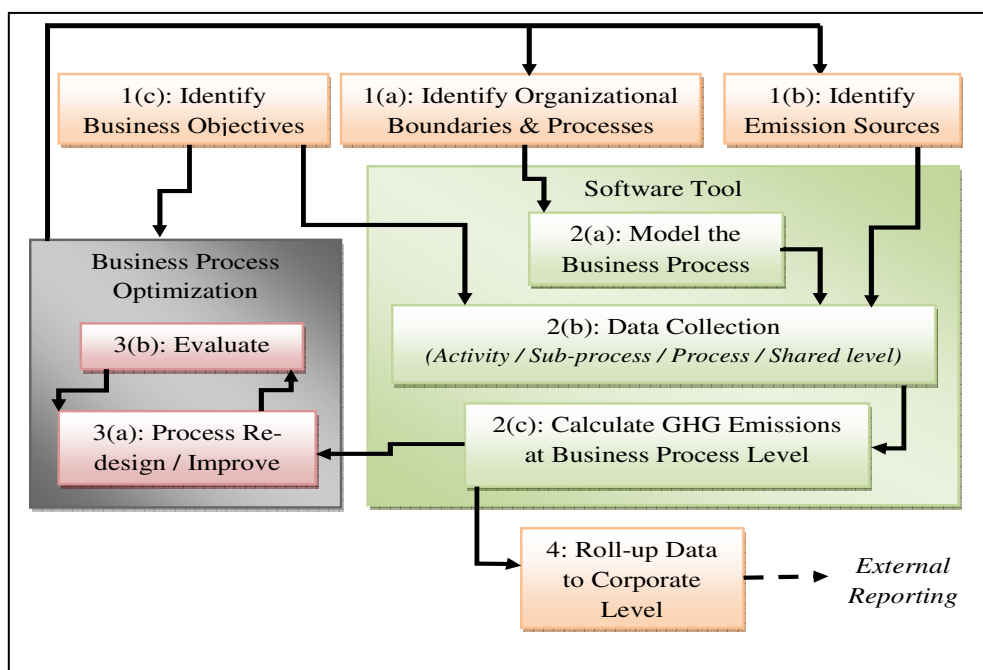 1(c): Identify
Business Objectives
1(a): Identify Organizational
Boundaries & Processes
1(b): Identify
Emission Sources
Software Tool
2(a): Model the
Business Process
Business Process
Optimization
3(b): Evaluate
2(b): Data Collection
(Activity / Sub-process / Process / Shared level)
3(a): Process Re-
design / Improve
2(c): Calculate GHG Emissions
at Business Process Level
4: Roll-up Data
to Corporate
Level
External
Reporting